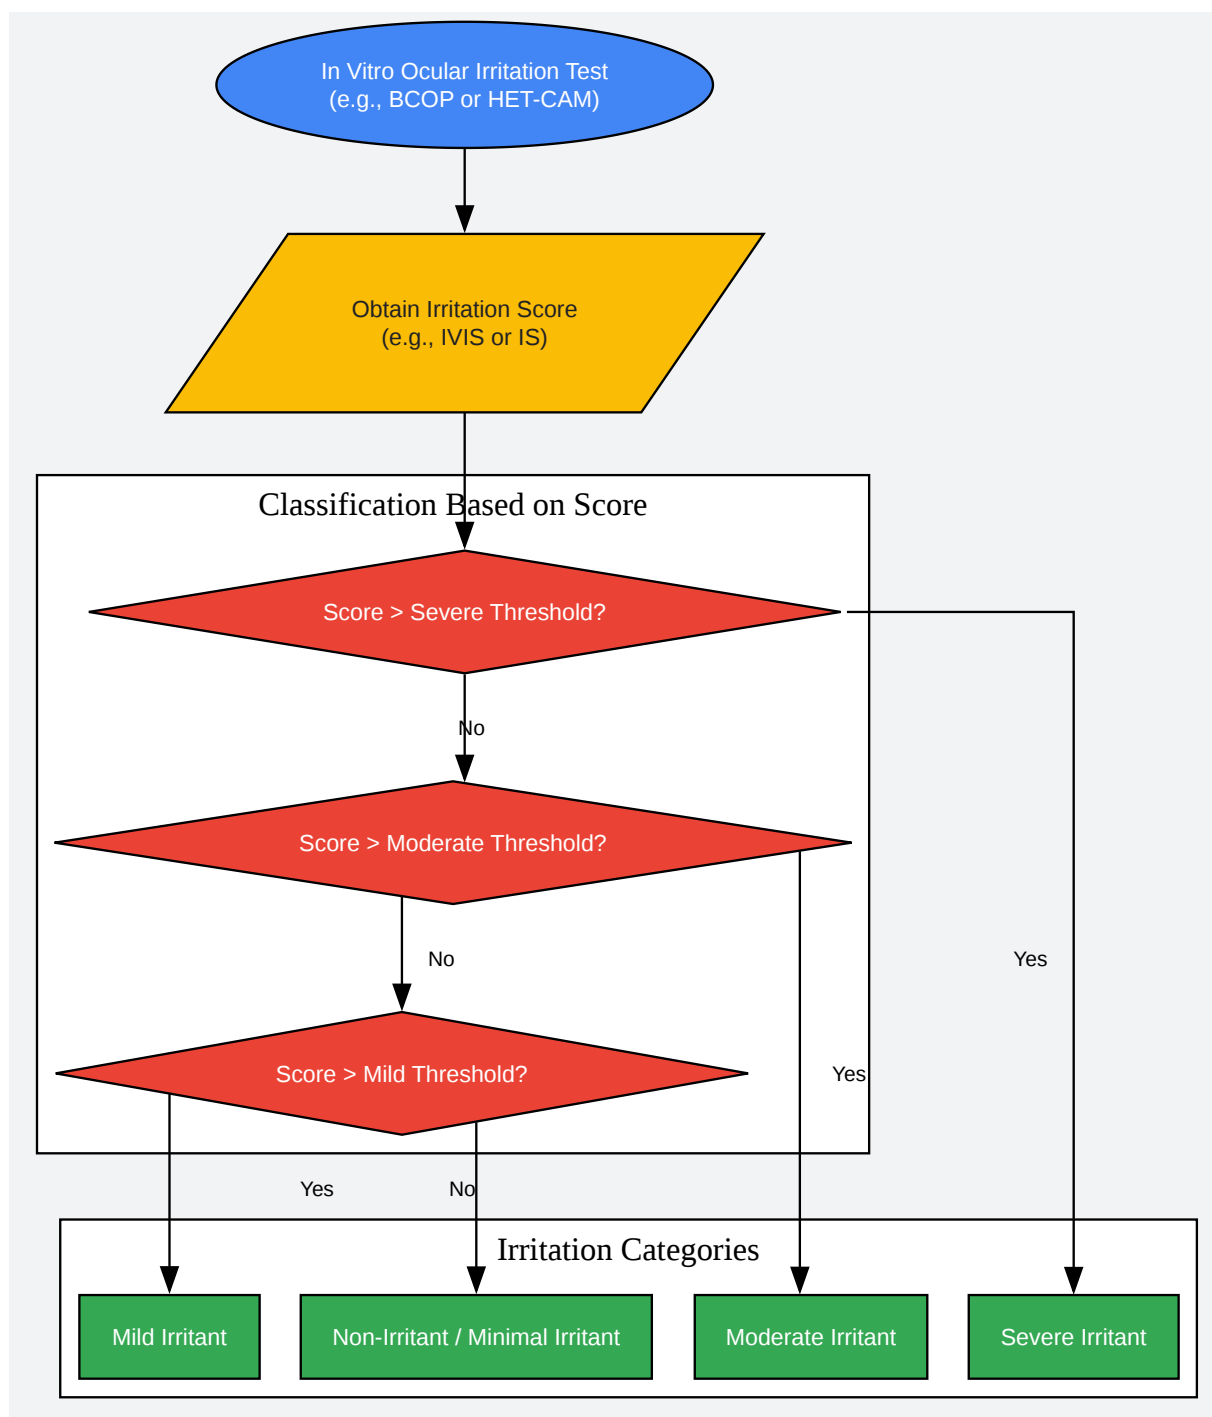 In Vitro Ocular Irritation Test
(e.g., BCOP or HET-CAM)
Obtain Irritation Score
(e.g., IVIS or IS)
Classification Based on Score
Score > Severe Threshold?
No
Score > Moderate Threshold?
No
Yes
Score > Mild Threshold?
Yes
Yes
No
Irritation Categories
Mild Irritant
Non-Irritant / Minimal Irritant
Moderate Irritant
Severe Irritant